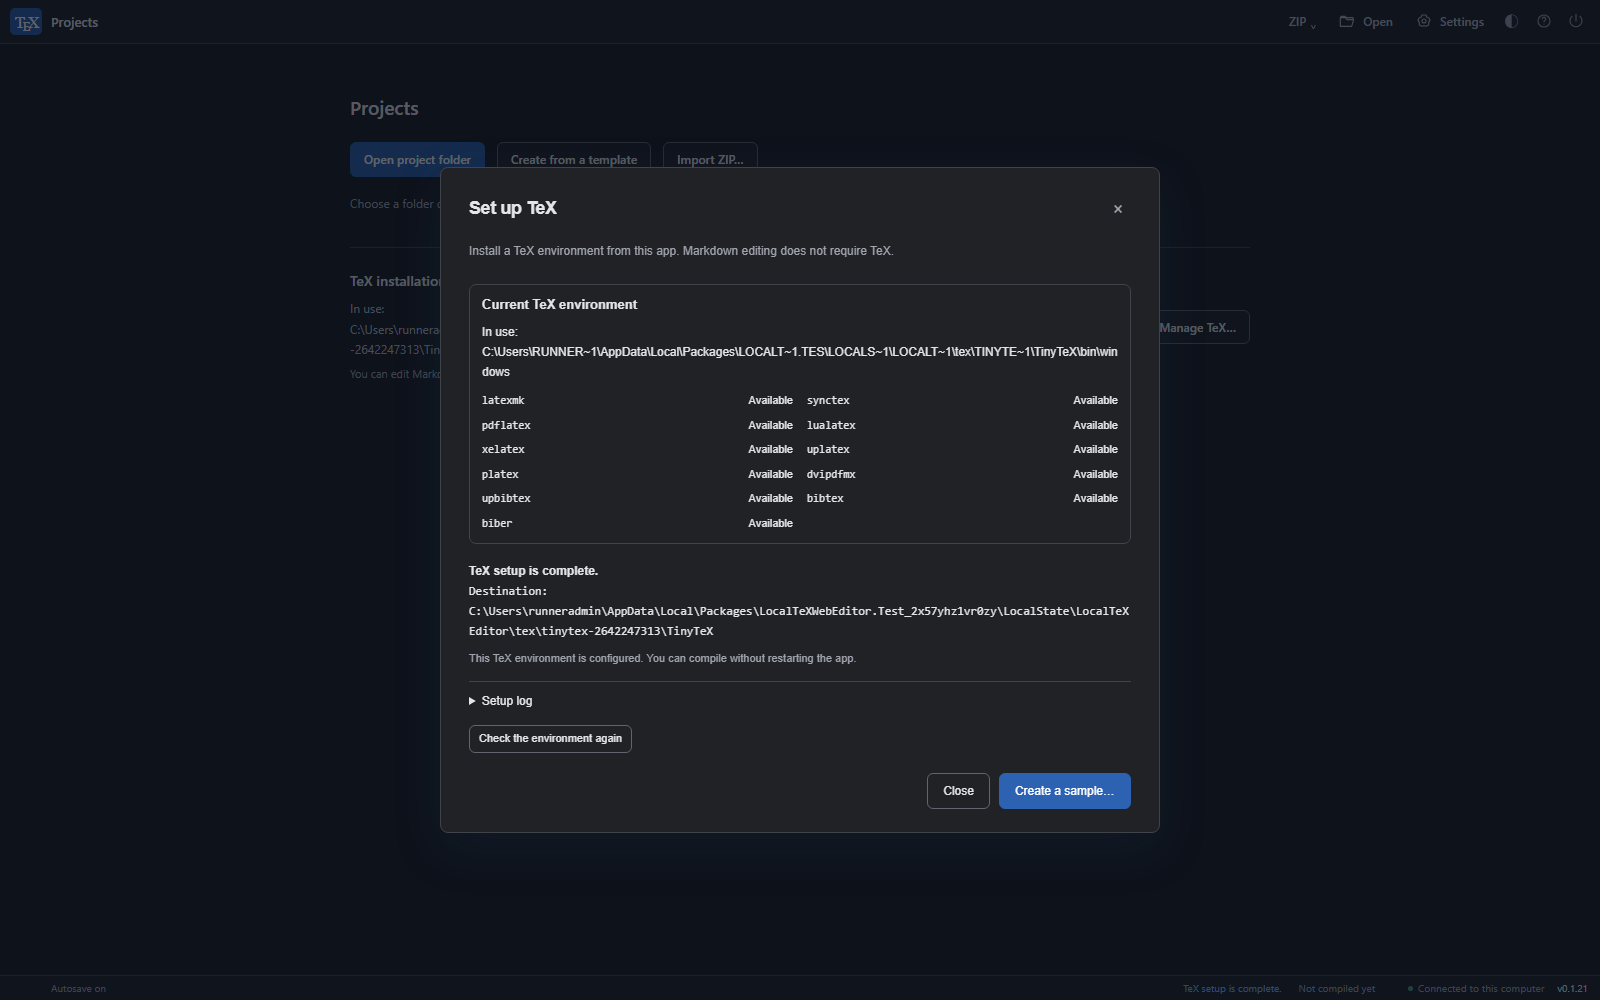 TEX Projects
ZIP Open Settings
Projects
Open project folder Create from a template Import ZIP...
Choose a folder
TeX installation
In use:
C:\Users\runnera
-2642247313\Tin
You can edit Mark
Manage TeX...
Set up TeX
×
Install a TeX environment from this app. Markdown editing does not require TeX.
Current TeX environment
In use:
C:\Users\RUNNER~1\AppData\Local\Packages\LOCALT~1.TES\LOCALS~1\LOCALT~1\tex\TINYTE~1\TinyTeX\bin\win
dows
latexmk Available synctex Available
pdflatex Available lualatex Available
xelatex Available uplatex Available
platex Available dvipdfmx Available
upbibtex Available bibtex Available
biber Available
TeX setup is complete.
Destination:
C:\Users\runneradmin\AppData\Local\Packages\LocalTeXWebEditor.Test_2x57yhz1vr0zy\LocalState\LocalTeX
Editor\tex\tinytex-2642247313\TinyTeX
This TeX environment is configured. You can compile without restarting the app.
Setup log
Check the environment again
Close Create a sample...
Autosave on TeX setup is complete. Not compiled yet Connected to this computer v0.1.21